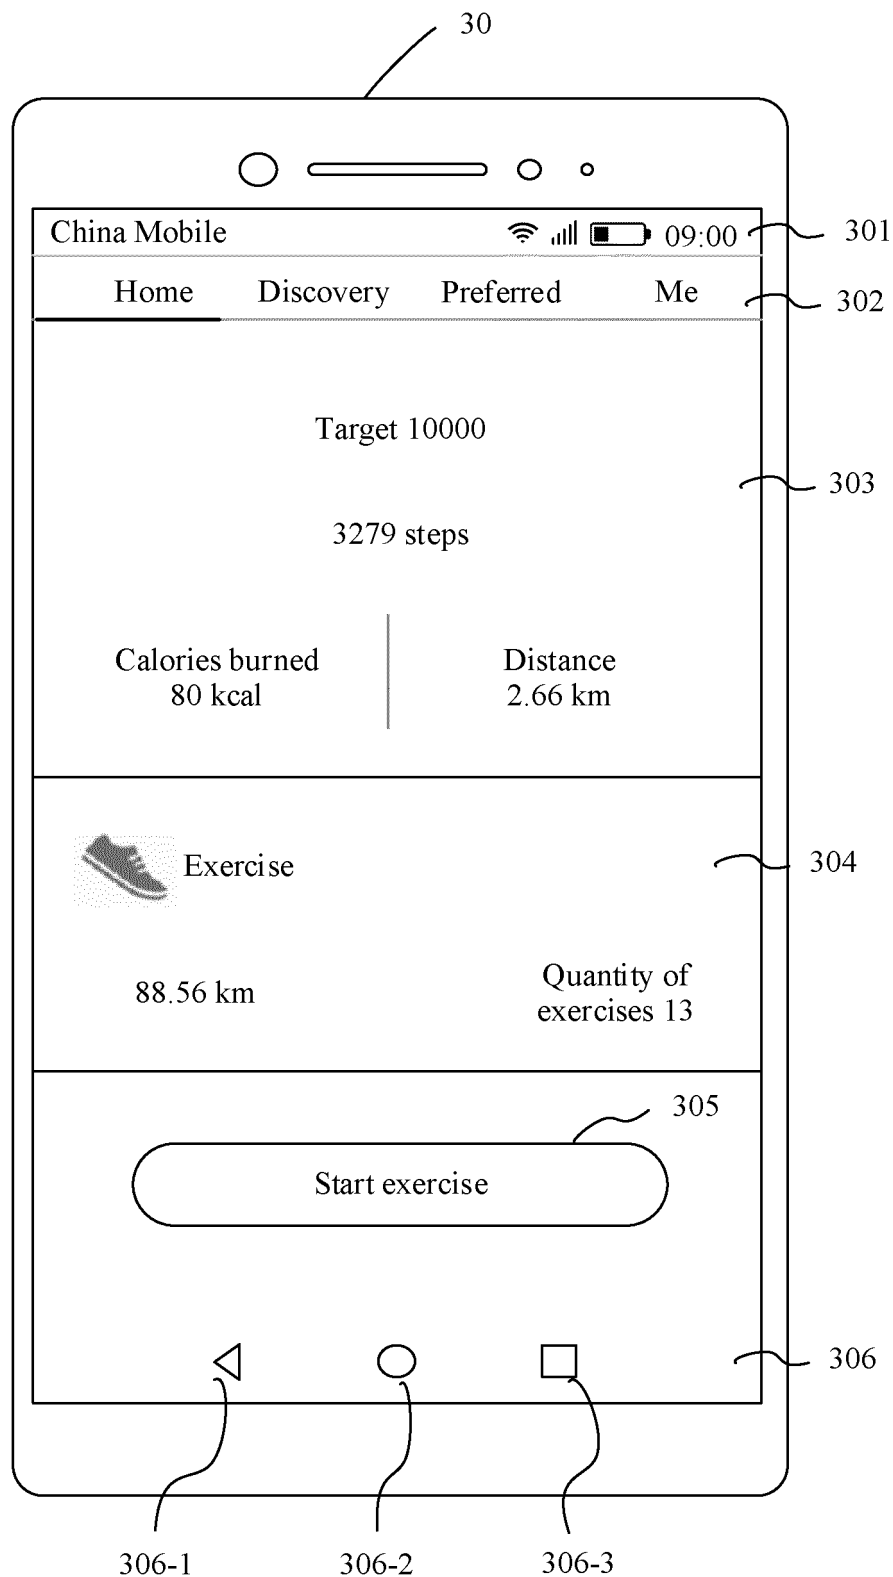 30
China Mobile 09:00 301
Home Discovery Preferred Me 302
Target 10000
303
3279 steps
Calories burned
80 kcal
Distance
2.66 km
Exercise 304
88.56 km
Quantity of
exercises 13
305
Start exercise
306
306-1 306-2 306-3